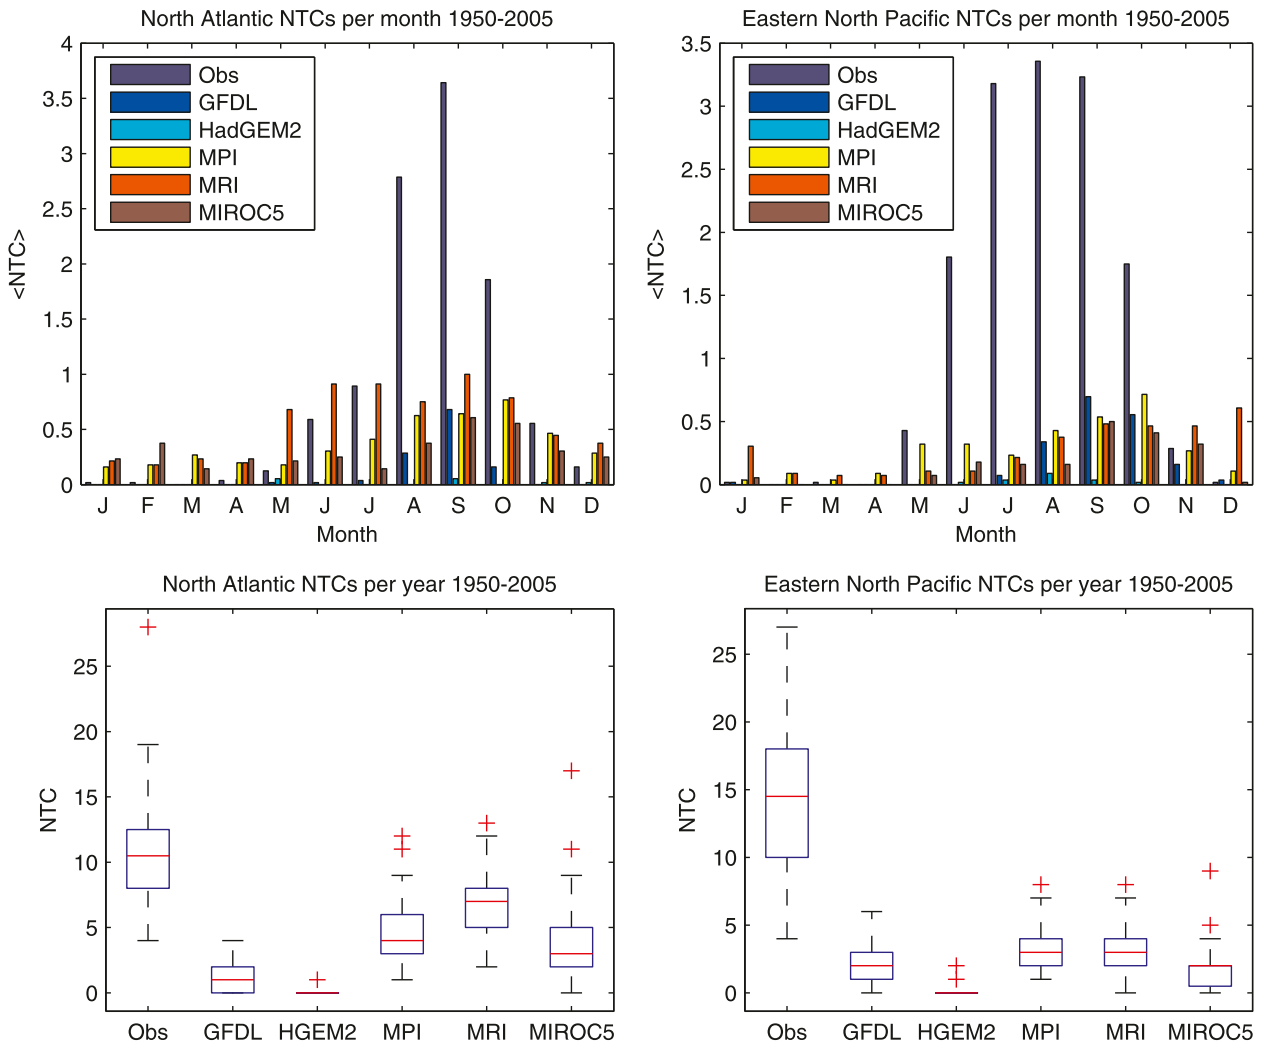 North Atlantic NTCs per month 1950-2005
4
3.5
3
2.5
2
1.5
1
0.5
0
<NTC>
Obs
GFDL
HadGEM2
MPI
MRI
MIROC5
J F M A M J J A S O N D
Month
Eastern North Pacific NTCs per month 1950-2005
3.5
3
2.5
2
1.5
1
0.5
0
<NTC>
Obs
GFDL
HadGEM2
MPI
MRI
MIROC5
J F M A M J J A S O N D
Month
North Atlantic NTCs per year 1950-2005
25
20
15
10
5
0
NTC
Obs GFDL HGEM2 MPI MRI MIROC5
Eastern North Pacific NTCs per year 1950-2005
25
20
15
10
5
0
NTC
Obs GFDL HGEM2 MPI MRI MIROC5